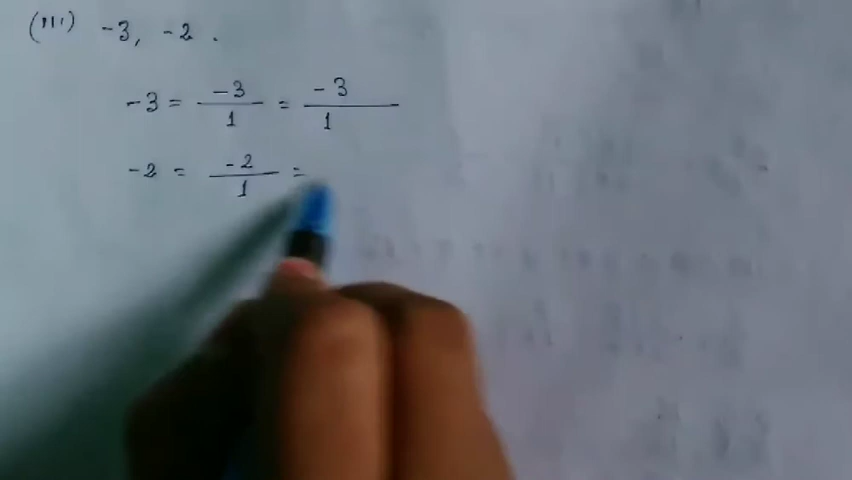 (III) -3, -2.
-3 = -3/1 = -3/1
-2 = -2/1 =